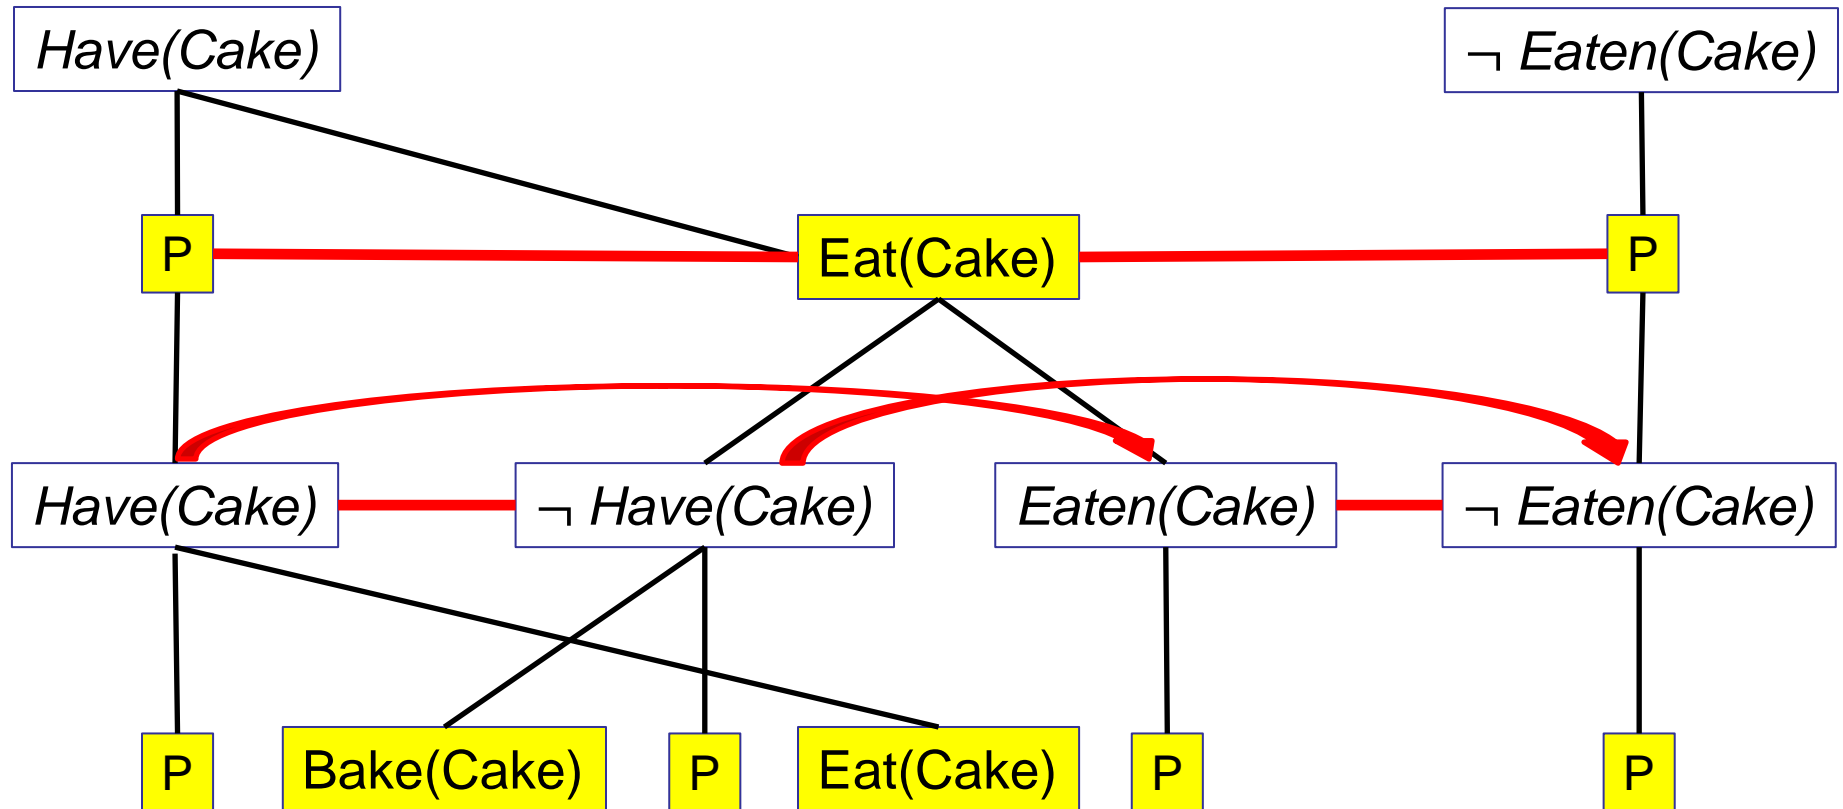 Have(Cake)
¬ Eaten(Cake)
P
Eat(Cake)
P
Have(Cake)
¬ Have(Cake)
Eaten(Cake)
¬ Eaten(Cake)
P
Bake(Cake)
P
Eat(Cake)
P
P